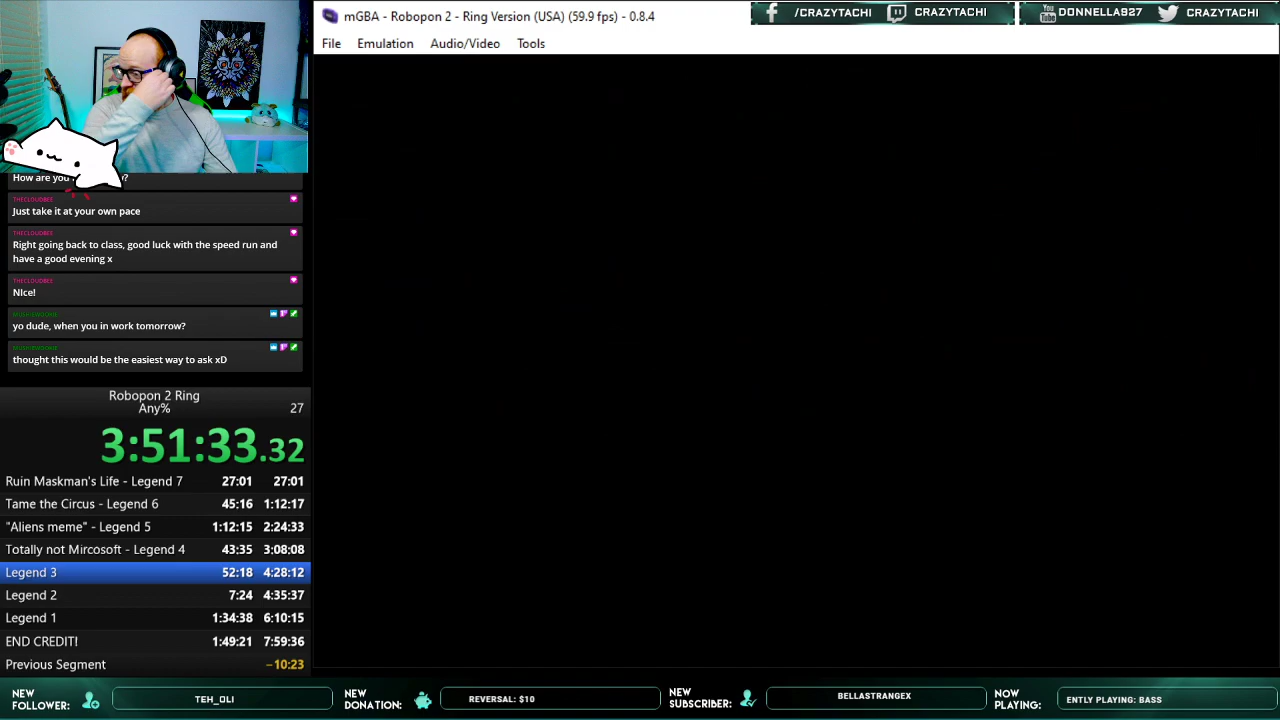 mGBA - Robopon 2 - Ring Version (USA) (59.9 fps) - 0.8.4
/CRAZYTACHI
CRAZYTACHI
You Tube
DONNELLAB27
CRAZYTACHI
File Emulation Audio/Video Tools
How are you
THECLOUDBEE
Just take it at your own pace
THECLOUDBEE
Right going back to class, good luck with the speed run and
have a good evening x
THECLOUDBEE
NIce!
yo dude, when you in work tomorrow?
thought this would be the easiest way to ask xD
Robopon 2 Ring
Any% 27
3:51:33.32
Ruin Maskman's Life - Legend 7 27:01 27:01
Tame the Circus - Legend 6 45:16 1:12:17
"Aliens meme" - Legend 5 1:12:15 2:24:33
Totally not Mircosoft - Legend 4 43:35 3:08:08
Legend 3 52:18 4:28:12
Legend 2 7:24 4:35:37
Legend 1 1:34:38 6:10:15
END CREDIT! 1:49:21 7:59:36
Previous Segment −10:23
NEW FOLLOWER:
TEH_OLI
NEW DONATION:
REVERSAL: $10
NEW SUBSCRIBER:
BELLASTRANGEX
NOW PLAYING:
ENTLY PLAYING: BASS